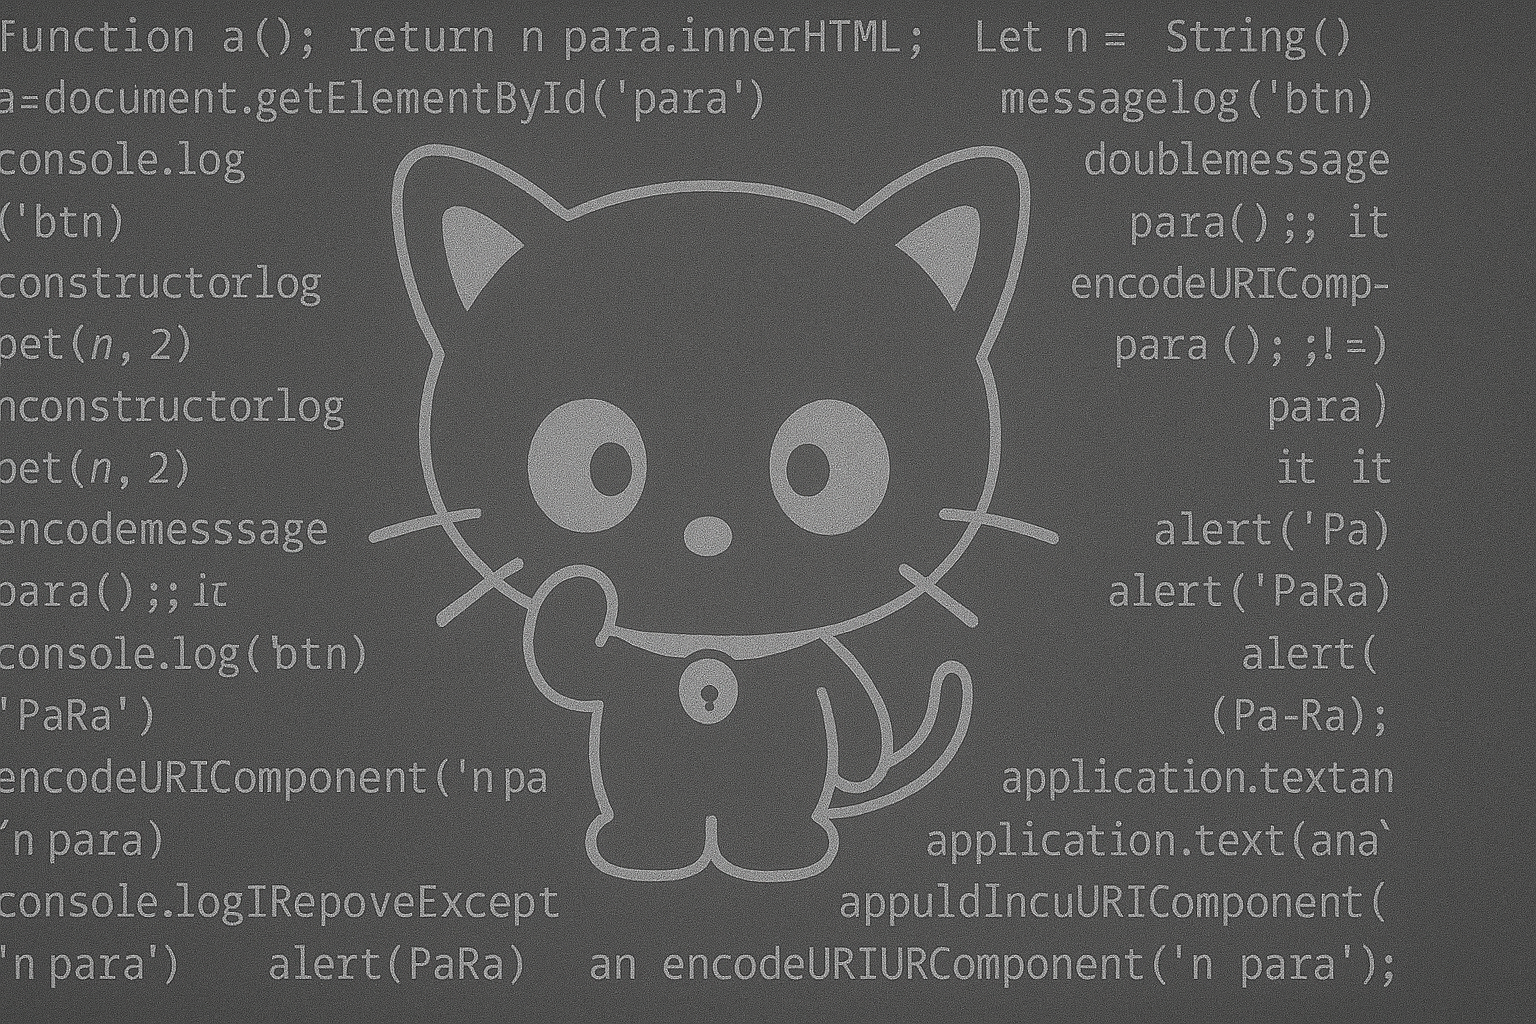 Function a(); return n para.innerHTML; Let n = String()
a=document.getElementById('para') messagelog('btn)
console.log doublemessage
('btn) para();; it
constructorlog encodeURIComp-
pet(n, 2) para (); ;!=)
nconstructorlog para )
pet(n, 2) it it
encodemesssage alert('Pa)
para();; it alert('PaRa)
console.log('btn) alert(
'PaRa') (Pa-Ra);
encodeURIComponent('n pa application.textan
'n para) application.text(ana`
console.logIRepoveExcept appuldIncuURIComponent(
'n para') alert(PaRa) an encodeURIURComponent('n para');